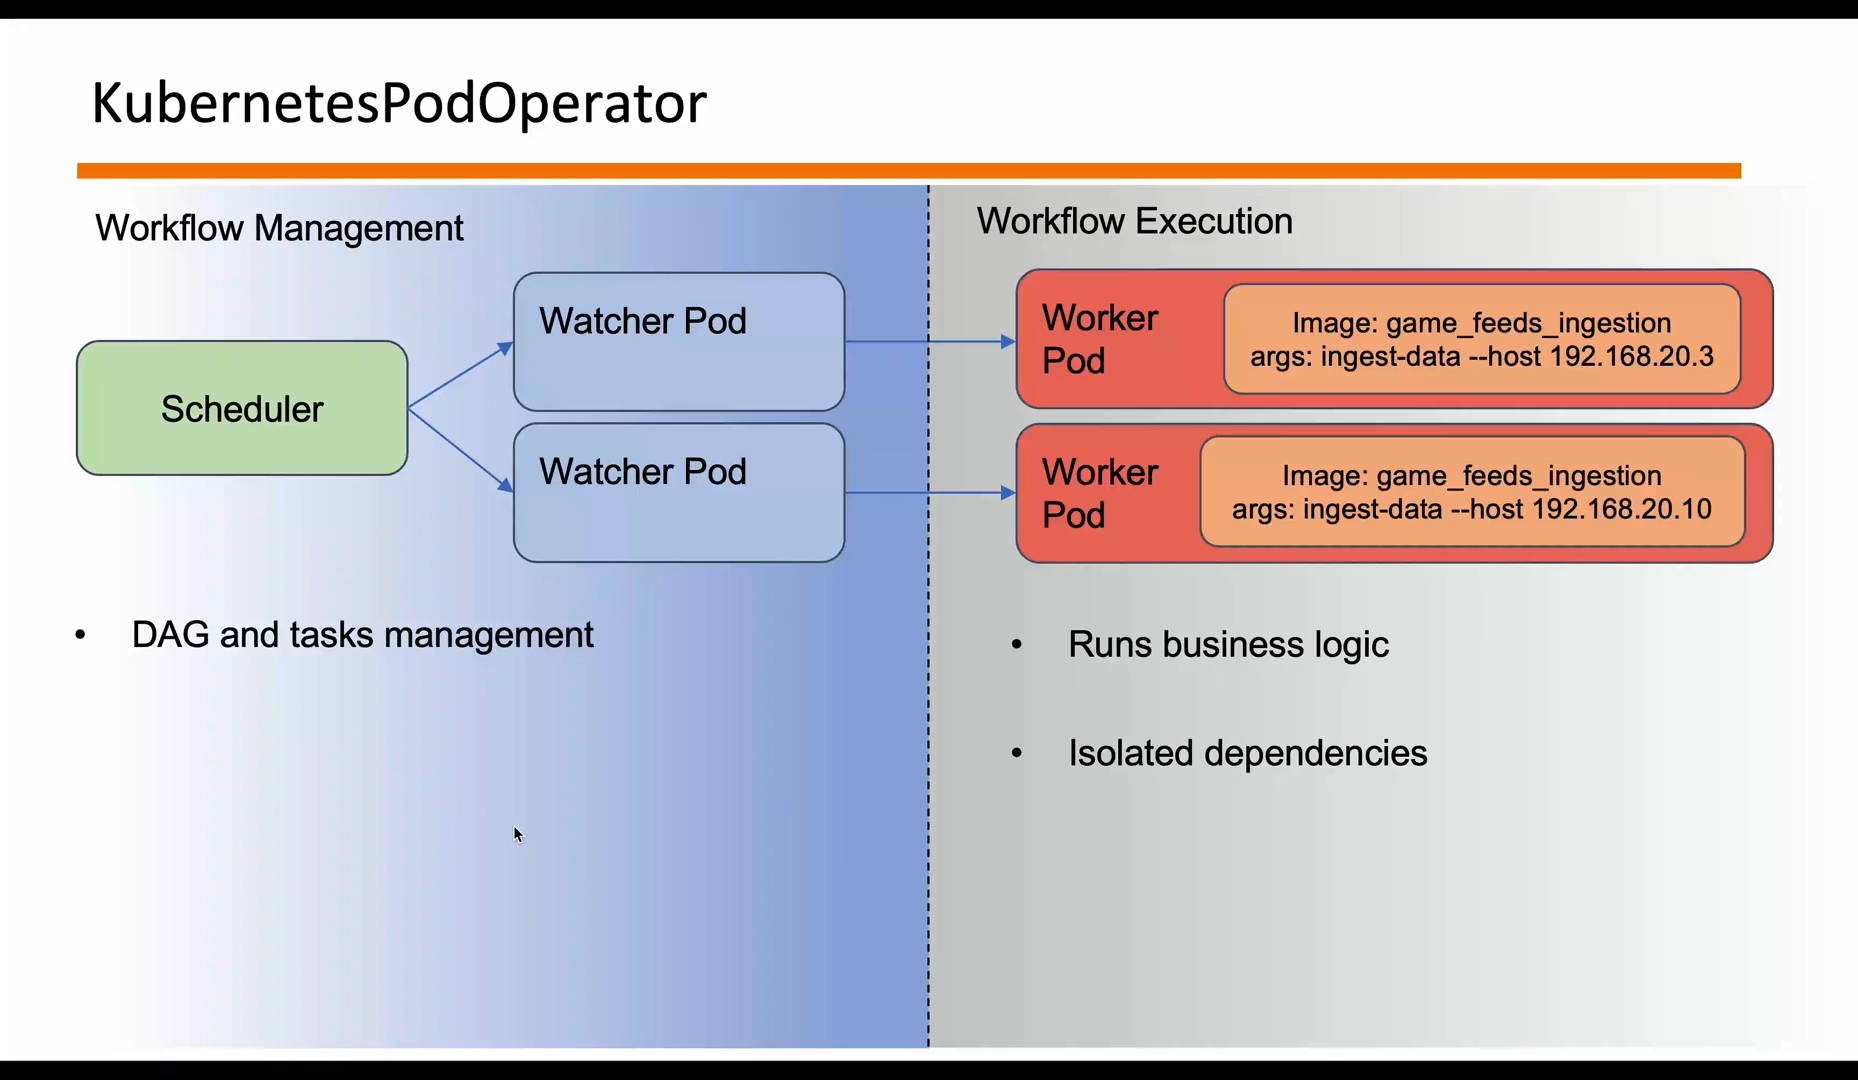 KubernetesPodOperator
Workflow Management
Scheduler
Watcher Pod
Watcher Pod
• DAG and tasks management
Workflow Execution
Worker
Pod
Image: game_feeds_ingestion
args: ingest-data --host 192.168.20.3
Worker
Pod
Image: game_feeds_ingestion
args: ingest-data --host 192.168.20.10
• Runs business logic
• Isolated dependencies